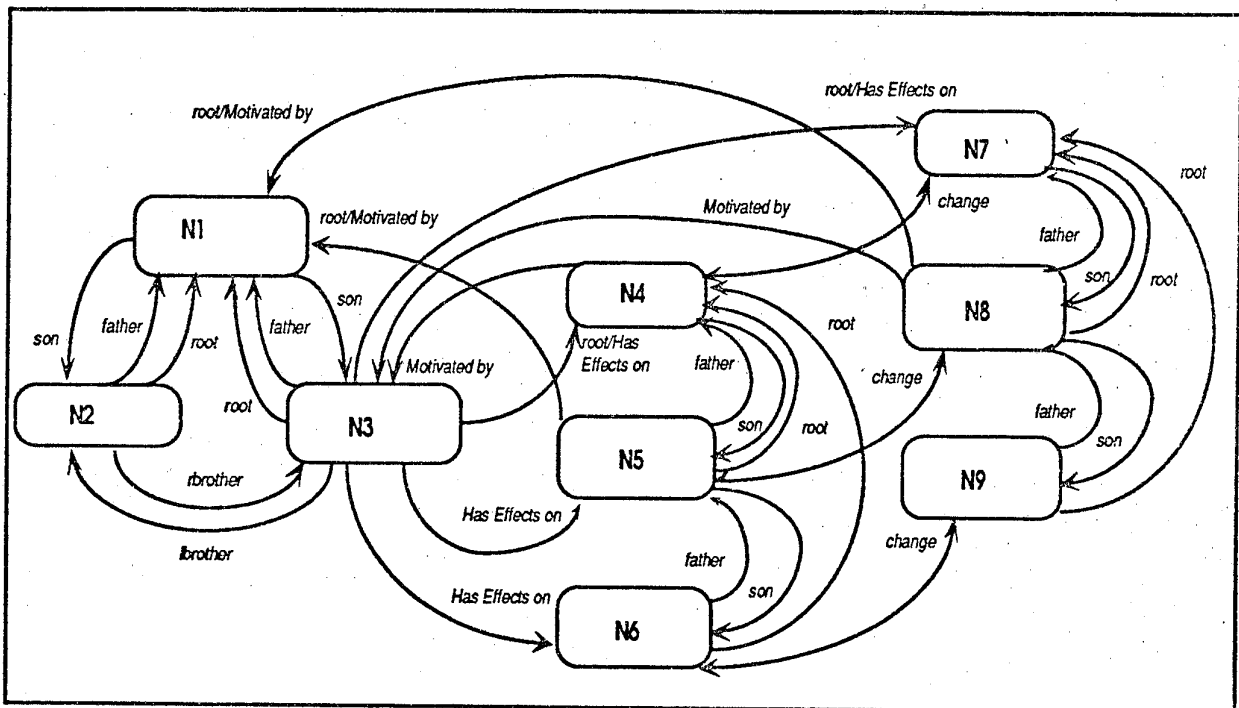 root/Has Effects on
root/Motivated by
N7
root
change
Motivated by
N1
root/Motivated by
father
son
root
N4
N8
son
father
root
son
father
root
root/Has
Effects on
Motivated by
father
change
N2
root
N3
father
son
root
son
N5
N9
rbrother
Has Effects on
lbrother
change
father
son
Has Effects on
N6